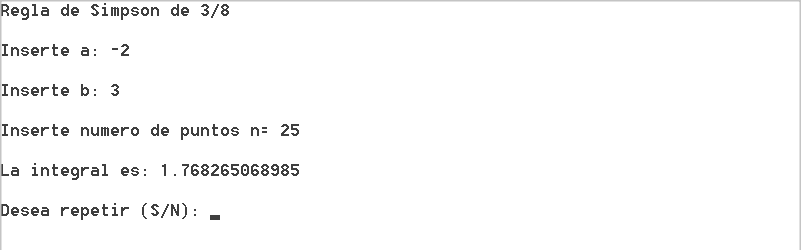 Regla de Simpson de 3/8
Inserte a: -2
Inserte b: 3
Inserte numero de puntos n= 25
La integral es: 1.768265068985
Desea repetir (S/N): _